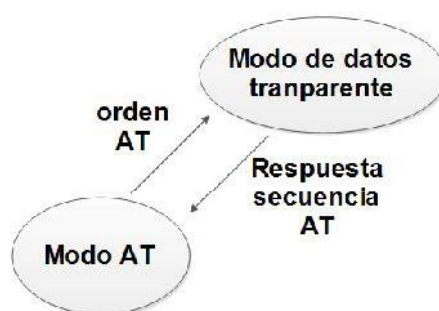 Modo de datos
tranparente
orden
AT
Respuesta
secuencia
AT
Modo AT